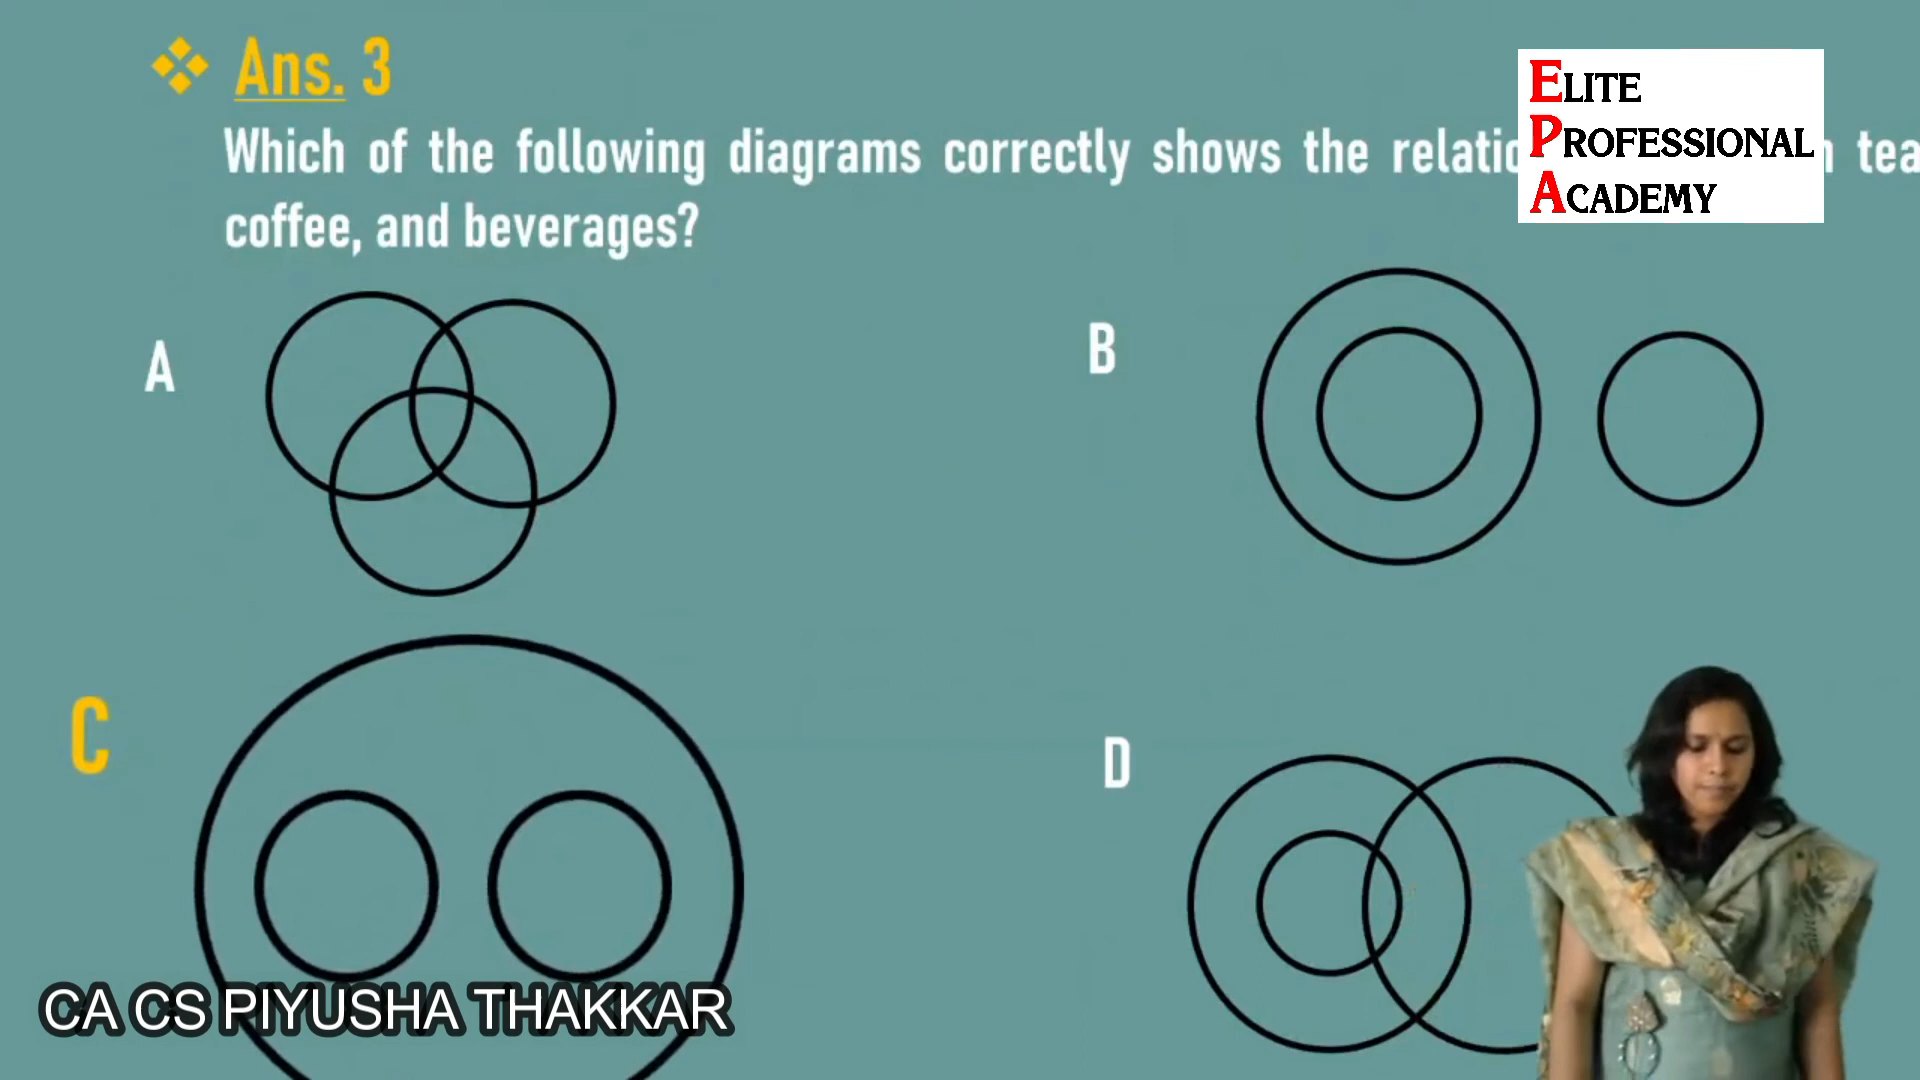 Ans. 3
ELITE
PROFESSIONAL
ACADEMY
Which of the following diagrams correctly shows the tea
coffee, and beverages?
A
B
C
D
CA CS PIYUSHA THAKKAR